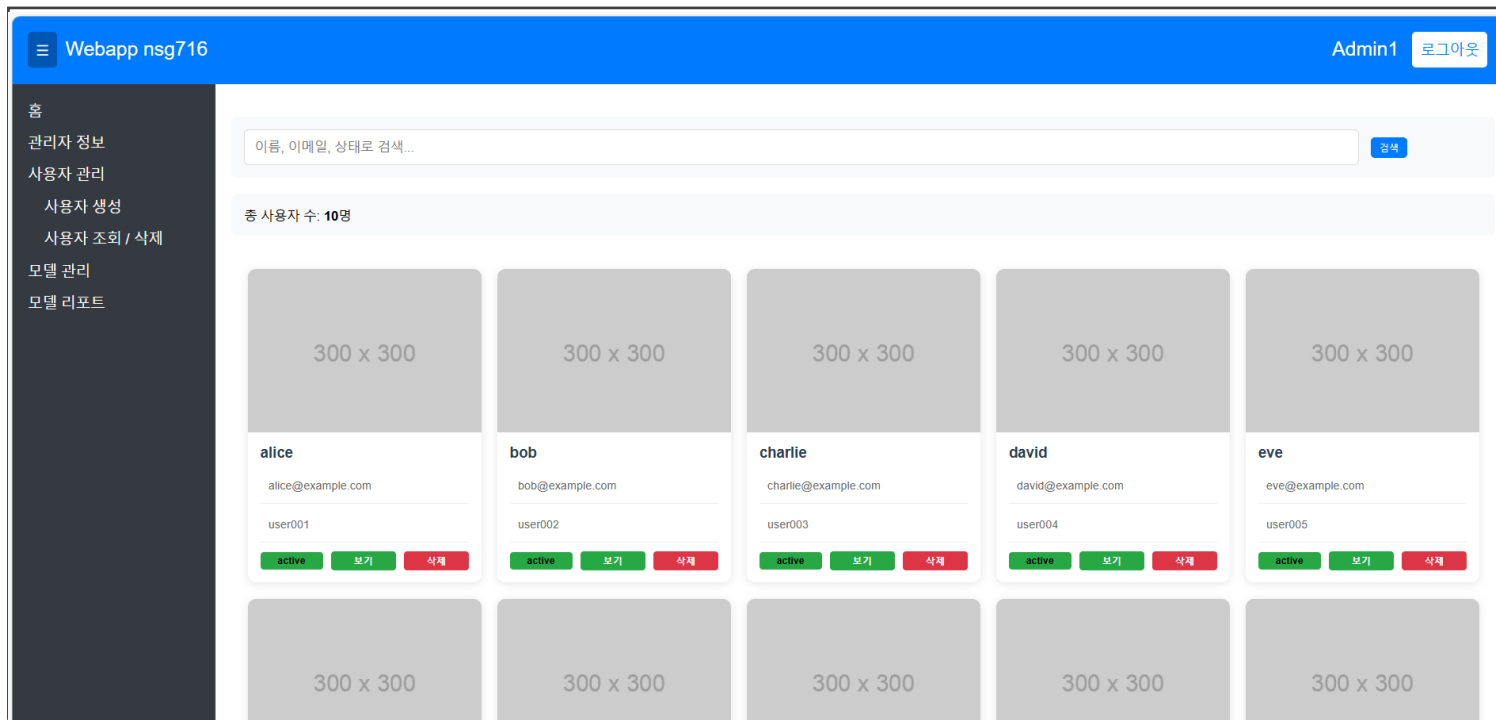 ☰ Webapp nsg716 Admin1 로그아웃
홈
관리자 정보
사용자 관리
사용자 생성
사용자 조회 / 삭제
모델 관리
모델 리포트
이름, 이메일, 상태로 검색... 검색
총 사용자 수: 10명
300 x 300 300 x 300 300 x 300 300 x 300 300 x 300
alice bob charlie david eve
alice@example.com bob@example.com charlie@example.com david@example.com eve@example.com
user001 user002 user003 user004 user005
active 보기 삭제 active 보기 삭제 active 보기 삭제 active 보기 삭제 active 보기 삭제
300 x 300 300 x 300 300 x 300 300 x 300 300 x 300